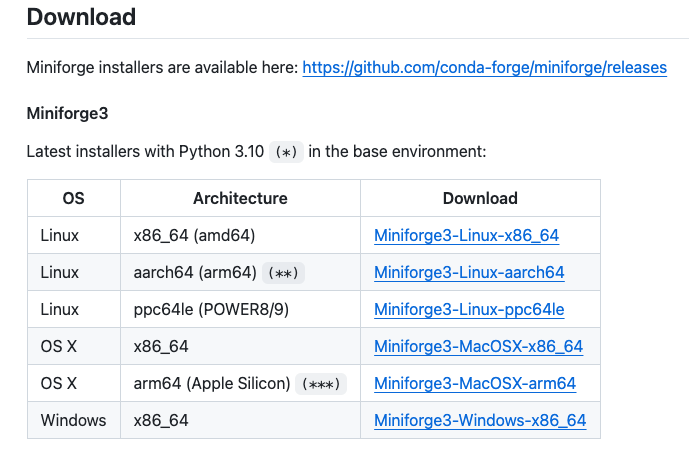 Download
Miniforge installers are available here: https://github.com/conda-forge/miniforge/releases
Miniforge3
Latest installers with Python 3.10 (*) in the base environment:
OS Architecture Download
Linux x86_64 (amd64) Miniforge3-Linux-x86_64
Linux aarch64 (arm64) (**) Miniforge3-Linux-aarch64
Linux ppc64le (POWER8/9) Miniforge3-Linux-ppc64le
OS X x86_64 Miniforge3-MacOSX-x86_64
OS X arm64 (Apple Silicon) (***) Miniforge3-MacOSX-arm64
Windows x86_64 Miniforge3-Windows-x86_64